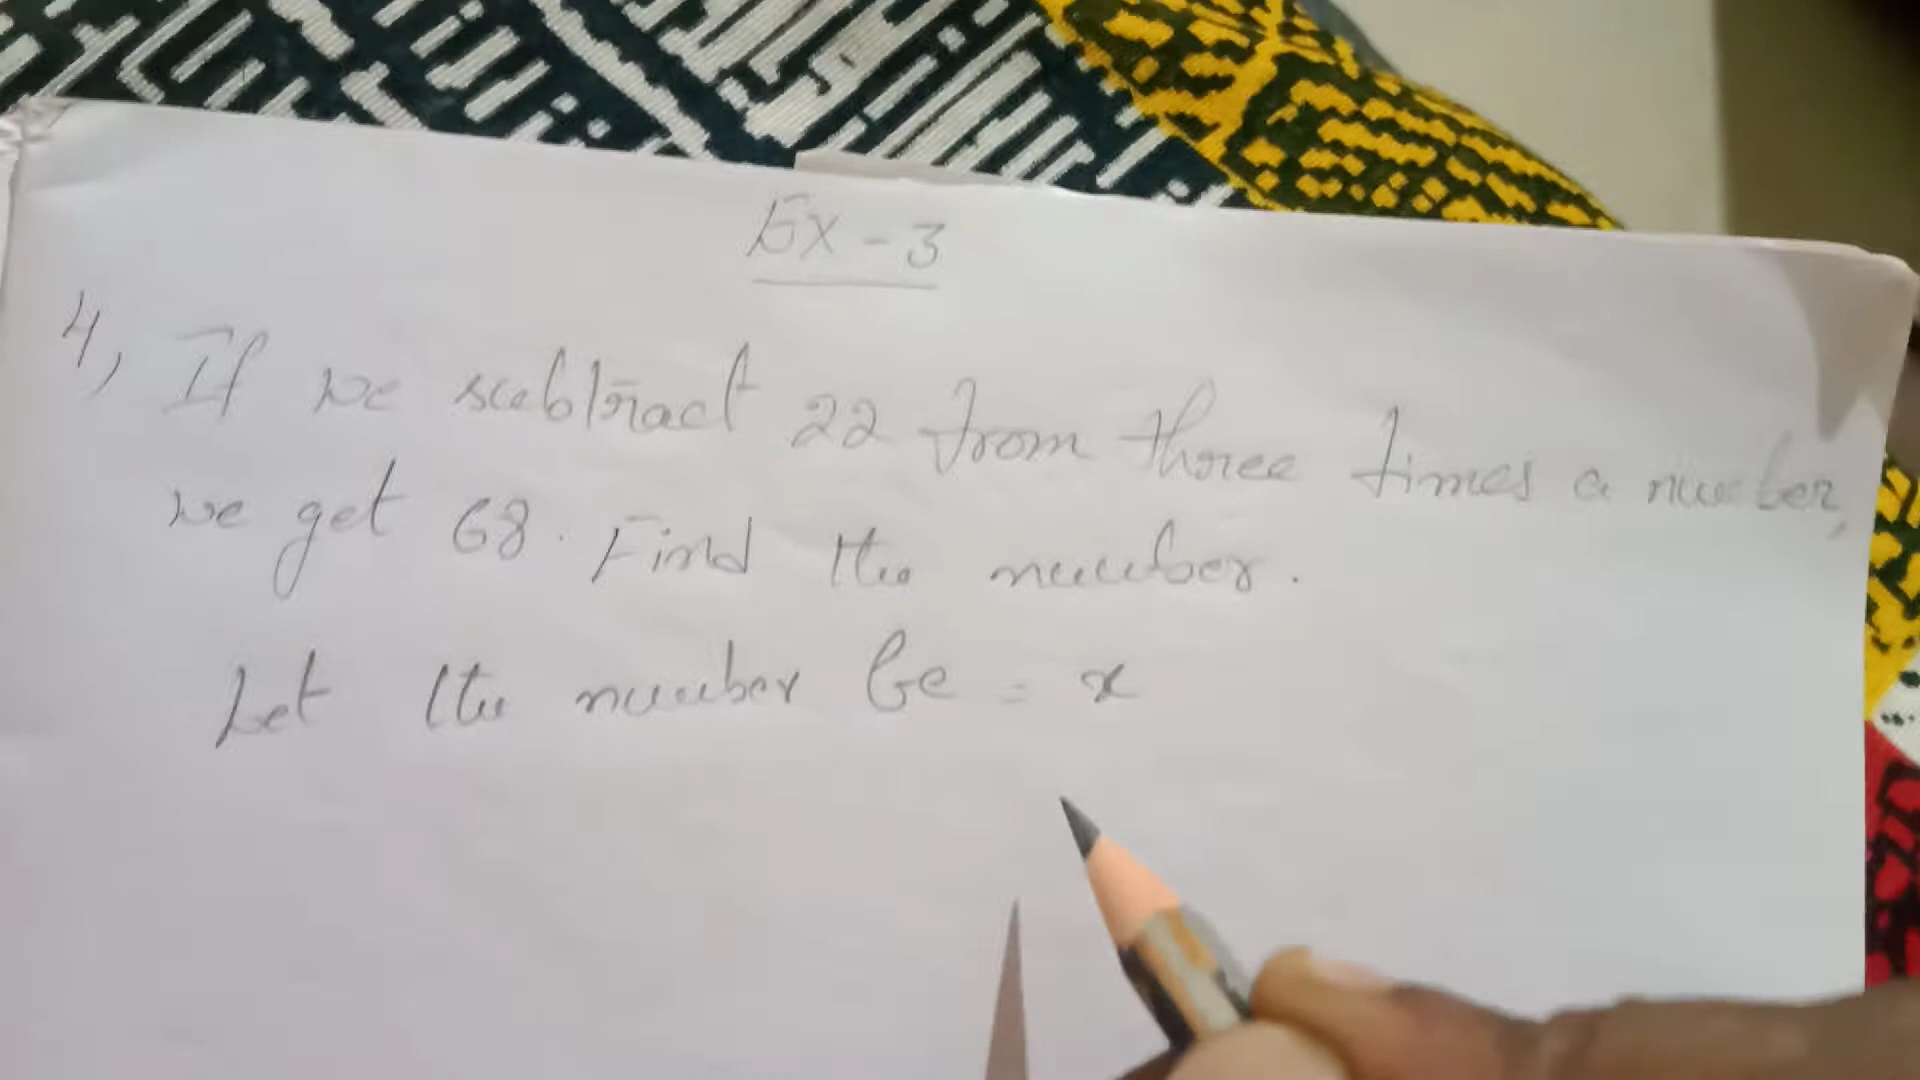 Ex - 3
4, If we subtract 22 from three times a number,
we get 68. Find the number.
Let the number be = x